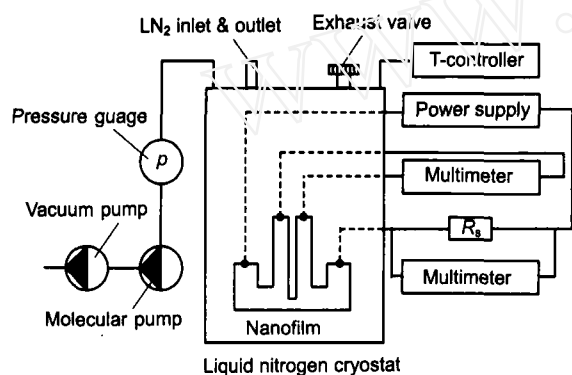 LN₂ inlet & outlet
Exhaust valve
T-controller
Pressure guage
Power supply
p
Multimeter
Vacuum pump
Rs
Multimeter
Molecular pump
Nanofilm
Liquid nitrogen cryostat